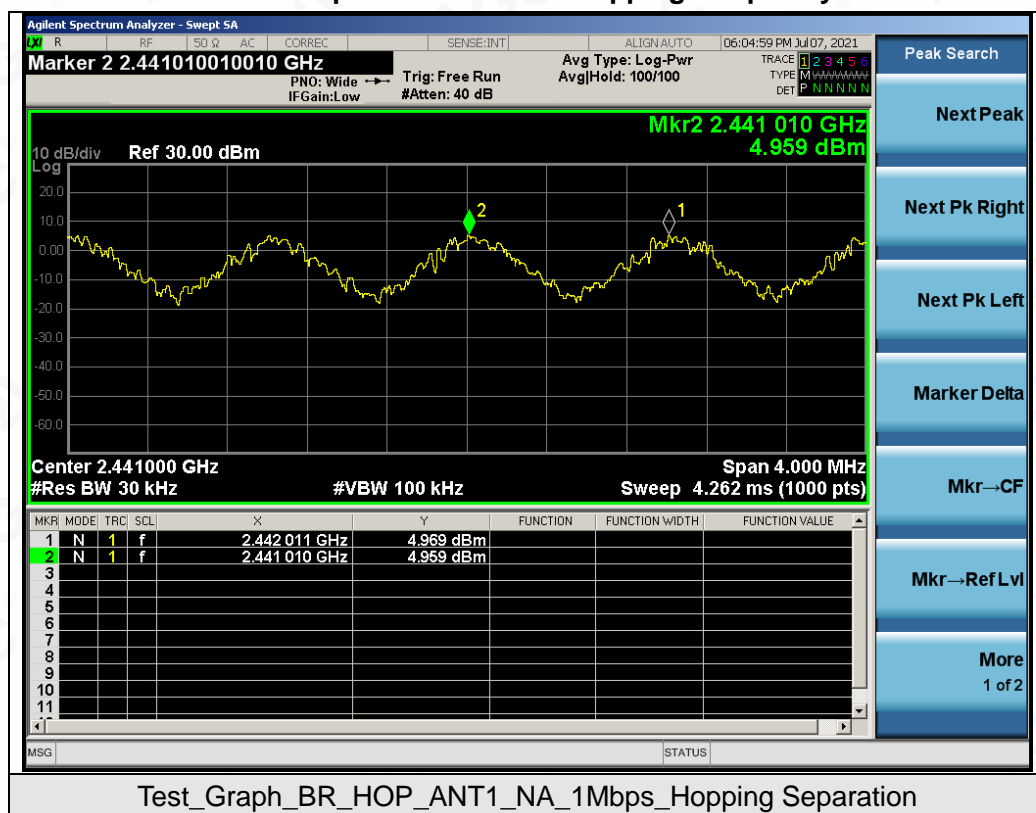 Agilent Spectrum Analyzer - Swept SA
LXI R RF 50 Ω AC CORREC SENSE:INT ALIGN AUTO 06:04:59 PM Jul 07, 2021
Marker 2 2.441010010010 GHz
PNO: Wide
IFGain:Low
Trig: Free Run
#Atten: 40 dB
Avg Type: Log-Pwr
Avg|Hold: 100/100
TRACE 1 2 3 4 5 6
TYPE M WWWWW
DET P N N N N N
Mkr2 2.441 010 GHz
4.959 dBm
10 dB/div Ref 30.00 dBm
Log
20.0
10.0
0.00
-10.0
-20.0
-30.0
-40.0
-50.0
-60.0
2
1
Center 2.441000 GHz Span 4.000 MHz
#Res BW 30 kHz #VBW 100 kHz Sweep 4.262 ms (1000 pts)
MKR MODE TRC SCL X Y FUNCTION FUNCTION WIDTH FUNCTION VALUE
1 N 1 f 2.442 011 GHz 4.969 dBm
2 N 1 f 2.441 010 GHz 4.959 dBm
3
4
5
6
7
8
9
10
11
MSG STATUS
Peak Search
Next Peak
Next Pk Right
Next Pk Left
Marker Delta
Mkr→CF
Mkr→Ref Lvl
More
1 of 2
Test_Graph_BR_HOP_ANT1_NA_1Mbps_Hopping Separation